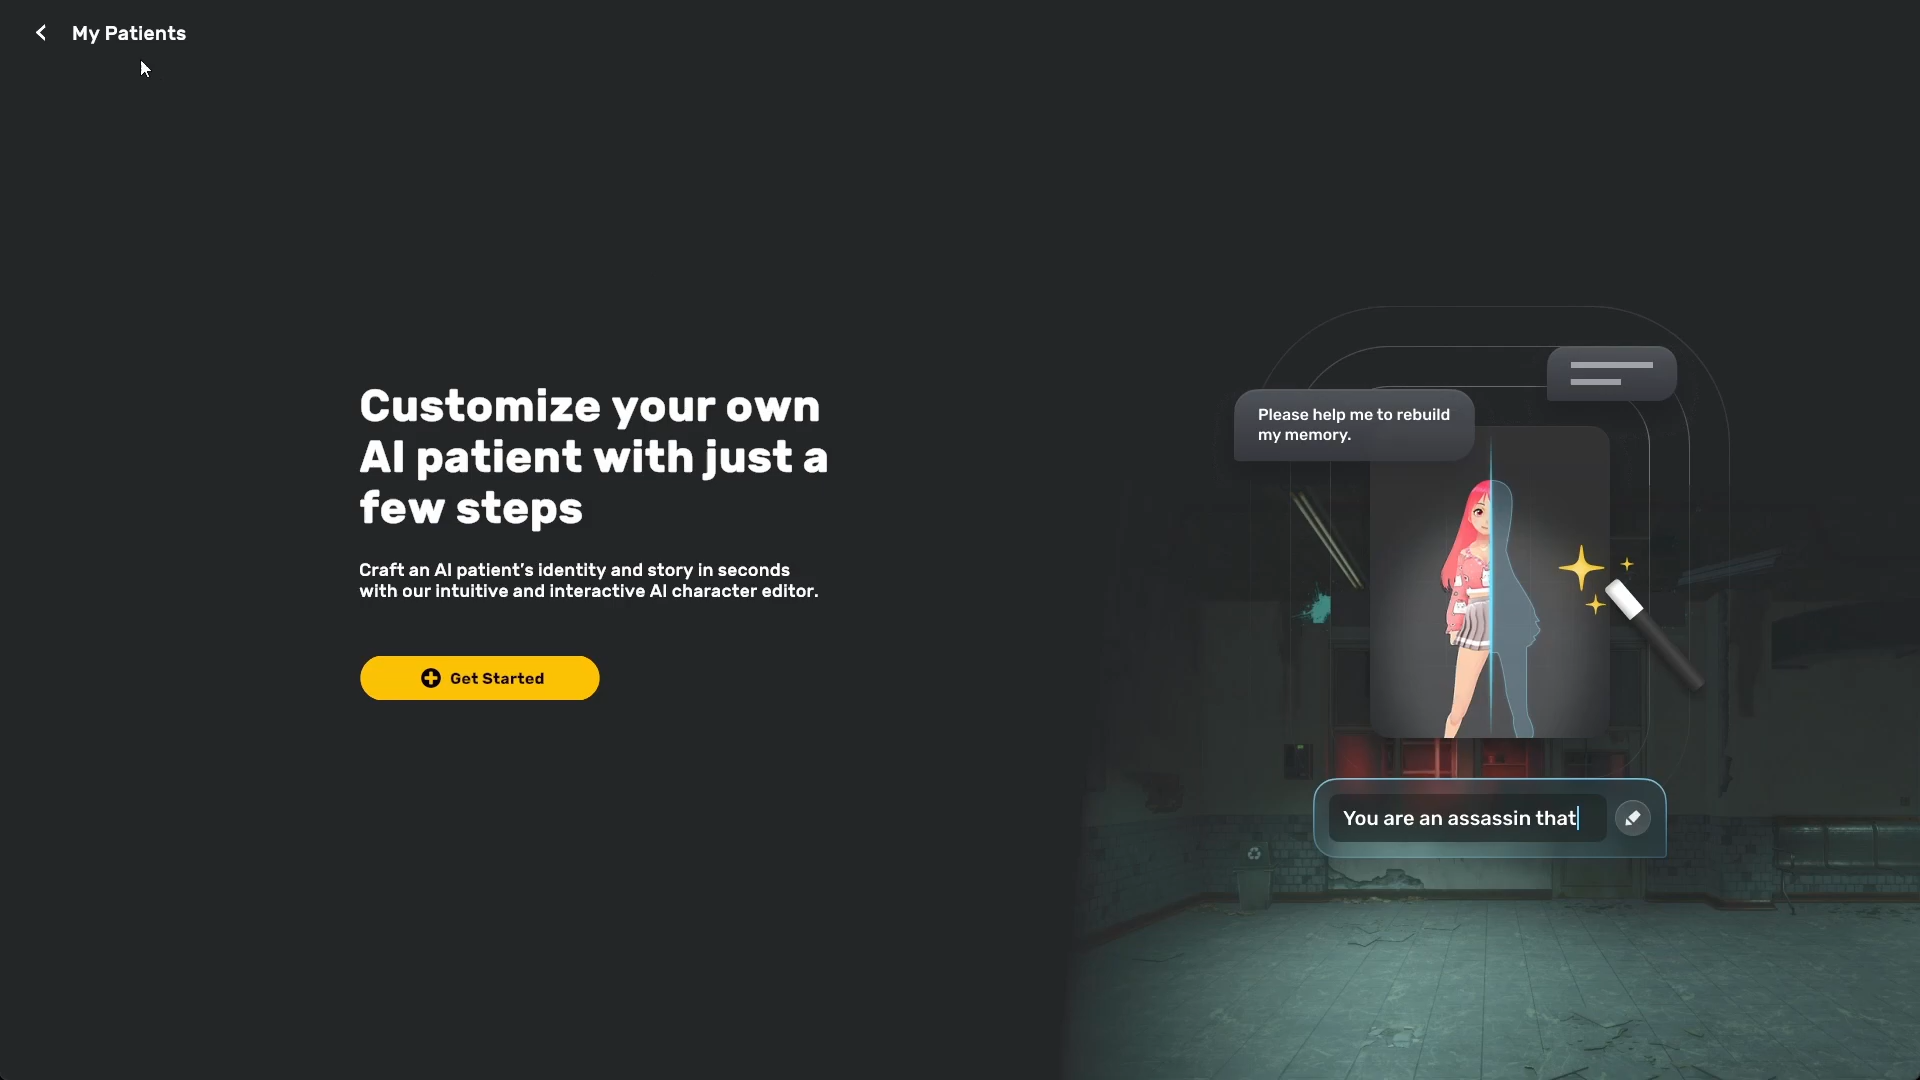 My Patients
Customize your own
AI patient with just a
few steps
Craft an AI patient’s identity and story in seconds
with our intuitive and interactive AI character editor.
Get Started
Please help me to rebuild
my memory.
You are an assassin that